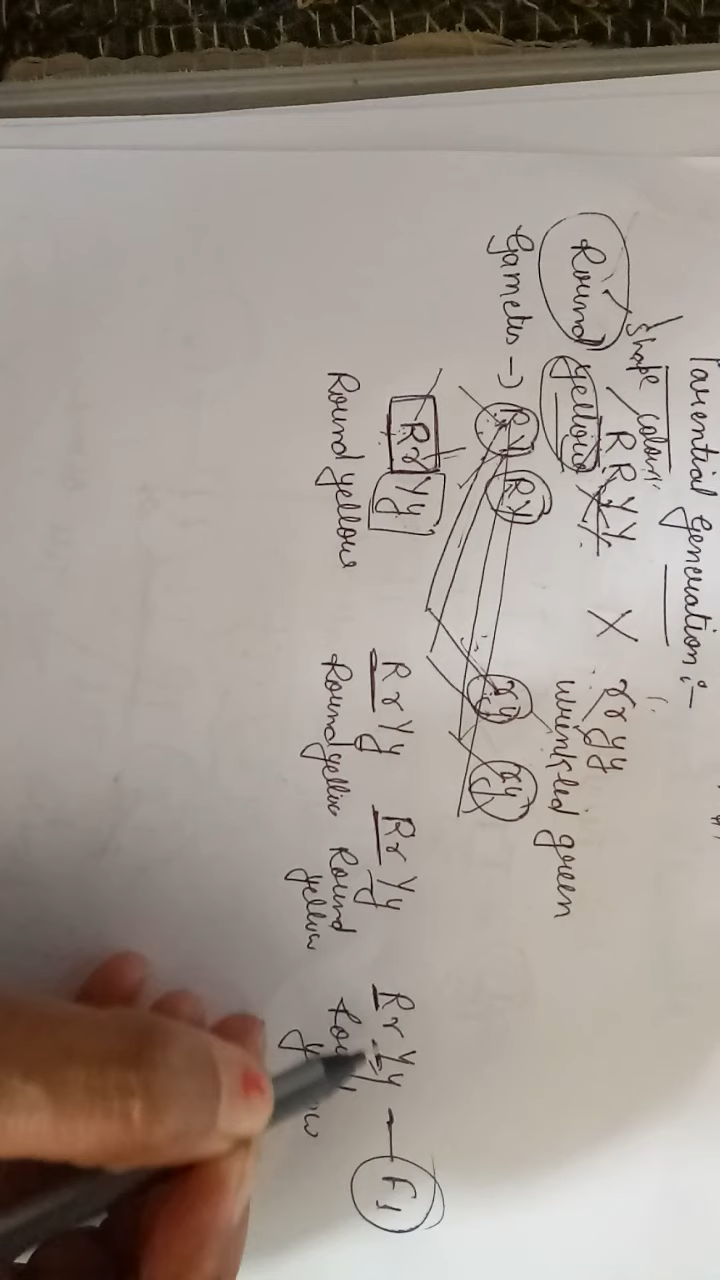 Parential Generation:-
shape colour
RRYY X rryy
Round yellow wrinkled green
Gametes -> RY RY ry ry
RrYy RrYy RrYy RrYy - F1
Round yellow Round yellow Round
yellow